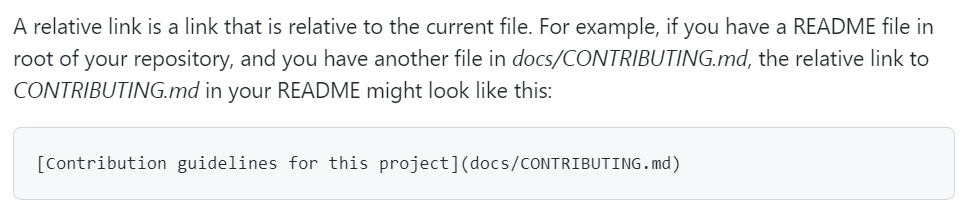 A relative link is a link that is relative to the current file. For example, if you have a README file in
root of your repository, and you have another file in docs/CONTRIBUTING.md, the relative link to
CONTRIBUTING.md in your README might look like this:
[Contribution guidelines for this project](docs/CONTRIBUTING.md)